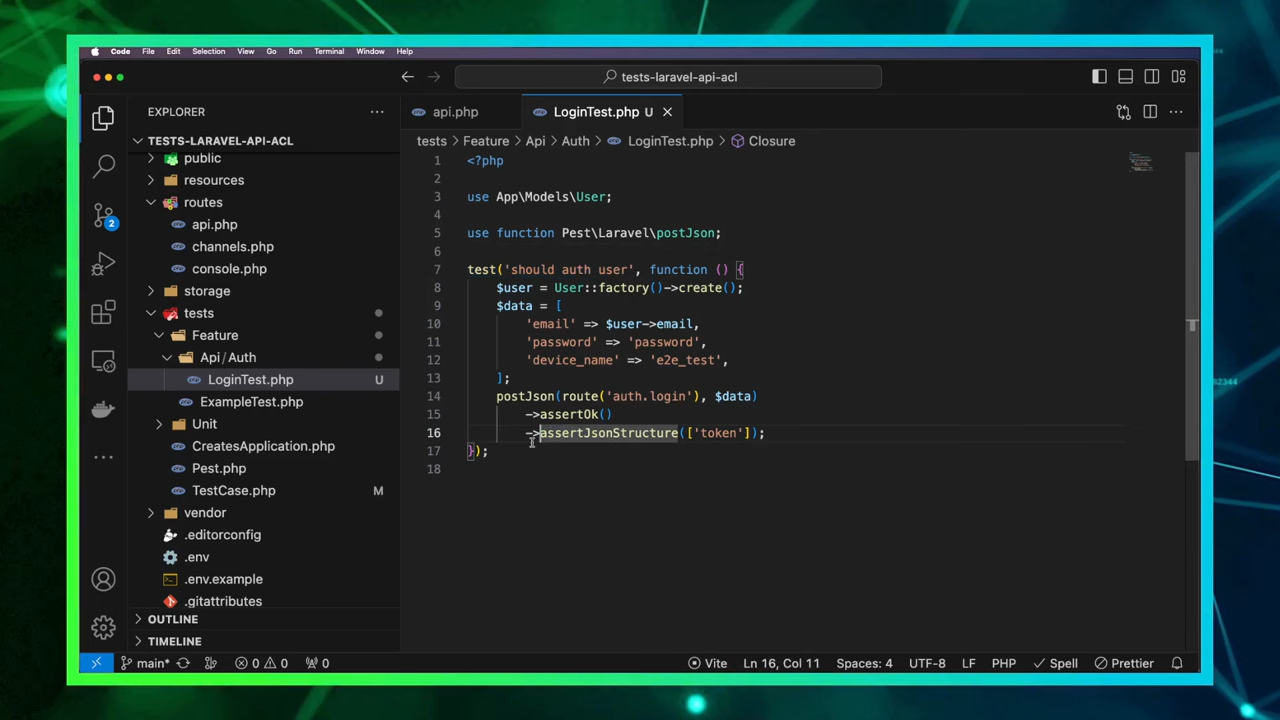 Code File Edit Selection View Go Run Terminal Window Help
tests-laravel-api-acl
EXPLORER
TESTS-LARAVEL-API-ACL
public
resources
routes
api.php
channels.php
console.php
storage
tests
Feature
Api/Auth
LoginTest.php U
ExampleTest.php
Unit
CreatesApplication.php
Pest.php
TestCase.php M
vendor
.editorconfig
.env
.env.example
.gitattributes
OUTLINE
TIMELINE
2
api.php LoginTest.php U
tests > Feature > Api > Auth > LoginTest.php > Closure
1 <?php
2
3 use App\Models\User;
4
5 use function Pest\Laravel\postJson;
6
7 test('should auth user', function () {
8 $user = User::factory()->create();
9 $data = [
10 'email' => $user->email,
11 'password' => 'password',
12 'device_name' => 'e2e_test',
13 ];
14 postJson(route('auth.login'), $data)
15 ->assertOk()
16 ->assertJsonStructure(['token']);
17 });
18
main* 0 0 0 Vite Ln 16, Col 11 Spaces: 4 UTF-8 LF PHP Spell Prettier